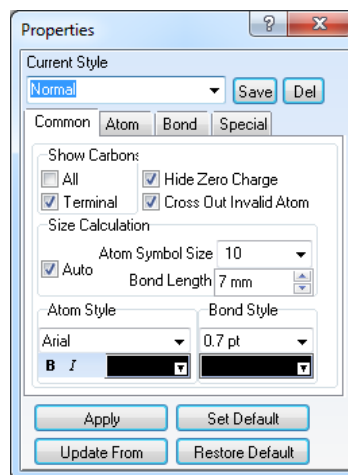 Properties ?
Current Style
Normal Save Del
Common Atom Bond Special
Show Carbons
All Hide Zero Charge
Terminal Cross Out Invalid Atom
Size Calculation
Auto Atom Symbol Size 10
Bond Length 7 mm
Atom Style Bond Style
Arial 0.7 pt
B I
Apply Set Default
Update From Restore Default